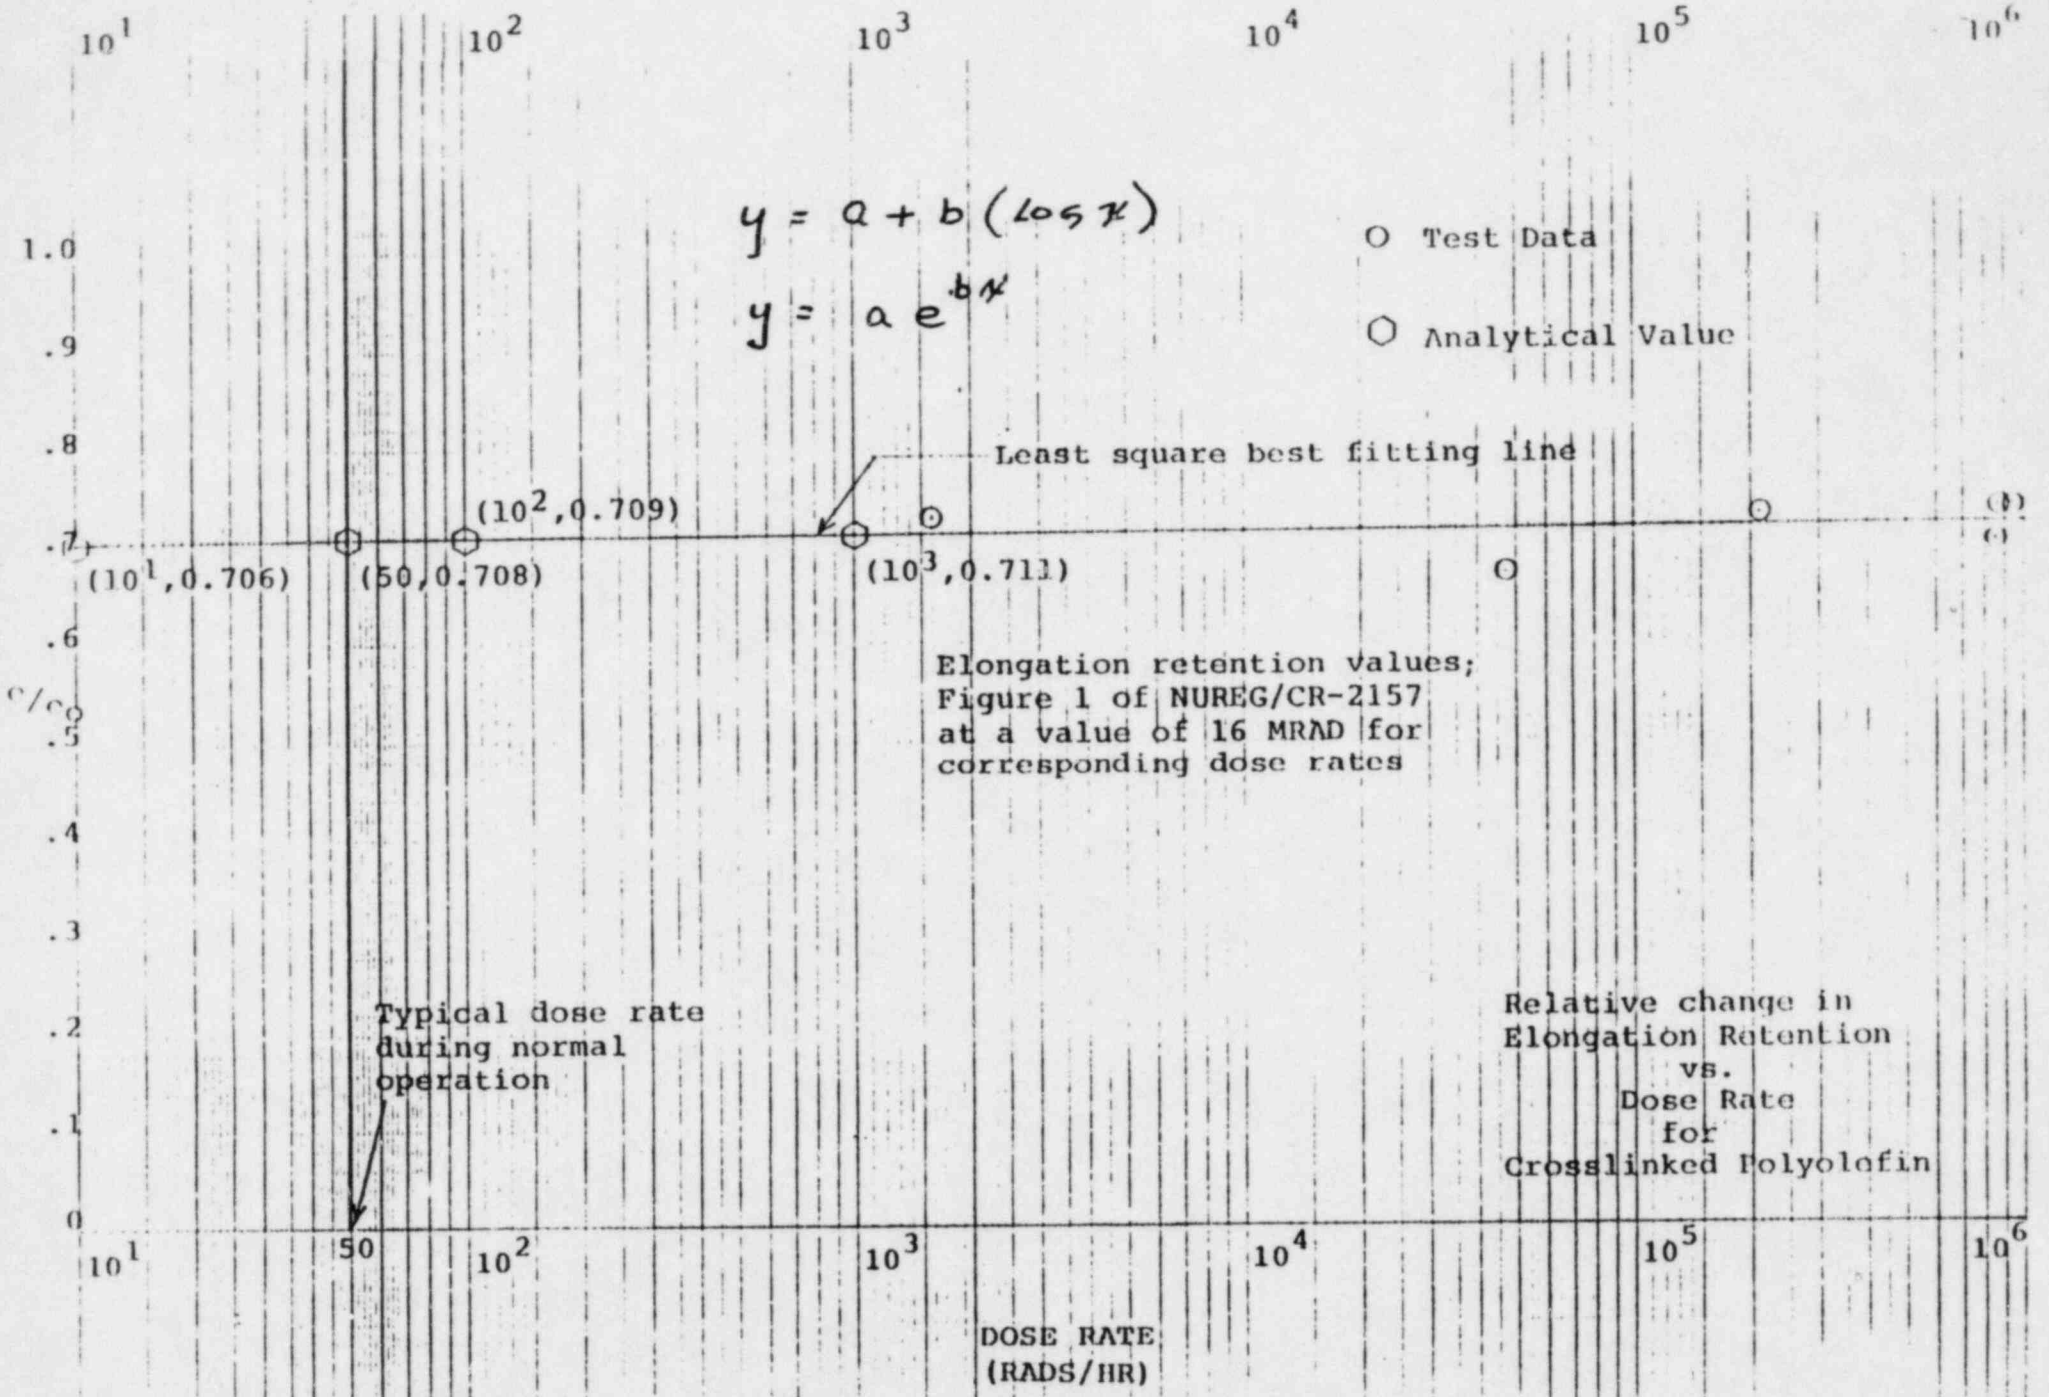 10¹ 10² 10³ 10⁴ 10⁵ 10⁶
y = a + b (log x)
y = a e^bx
O Test Data
⬡ Analytical Value
1.0
.9
.8
.7
.6
e/e₀
.5
.4
.3
.2
.1
0
Least square best fitting line
(10², 0.709)
(10¹, 0.706)
(50, 0.708)
(10³, 0.711)
Elongation retention values;
Figure 1 of NUREG/CR-2157
at a value of 16 MRAD for
corresponding dose rates
Typical dose rate
during normal
operation
Relative change in
Elongation Retention
vs.
Dose Rate
for
Crosslinked Polyolefin
10¹ 50 10² 10³ 10⁴ 10⁵ 10⁶
DOSE RATE
(RADS/HR)